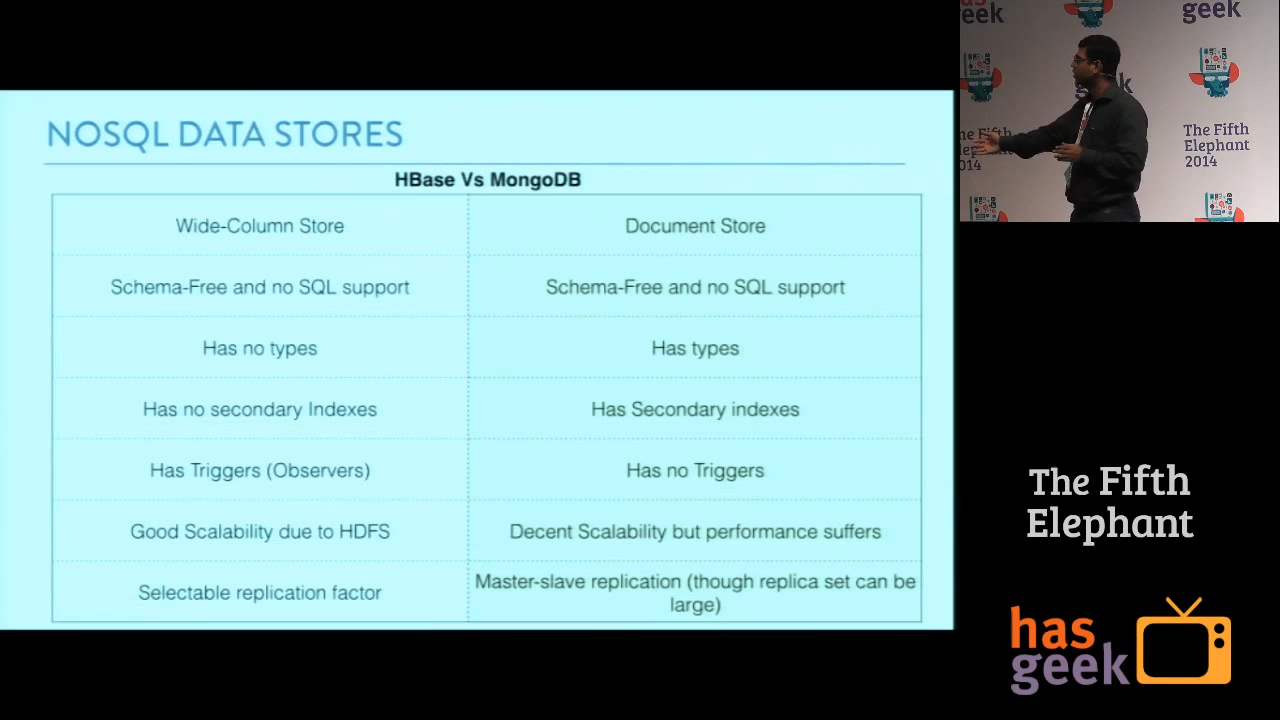 NOSQL DATA STORES
HBase Vs MongoDB
Wide-Column Store
Document Store
Schema-Free and no SQL support
Schema-Free and no SQL support
Has no types
Has types
Has no secondary Indexes
Has Secondary indexes
Has Triggers (Observers)
Has no Triggers
Good Scalability due to HDFS
Decent Scalability but performance suffers
Selectable replication factor
Master-slave replication (though replica set can be
large)
geek
geek
The Fifth
Elephant
2014
The Fifth
Elephant
has
geek